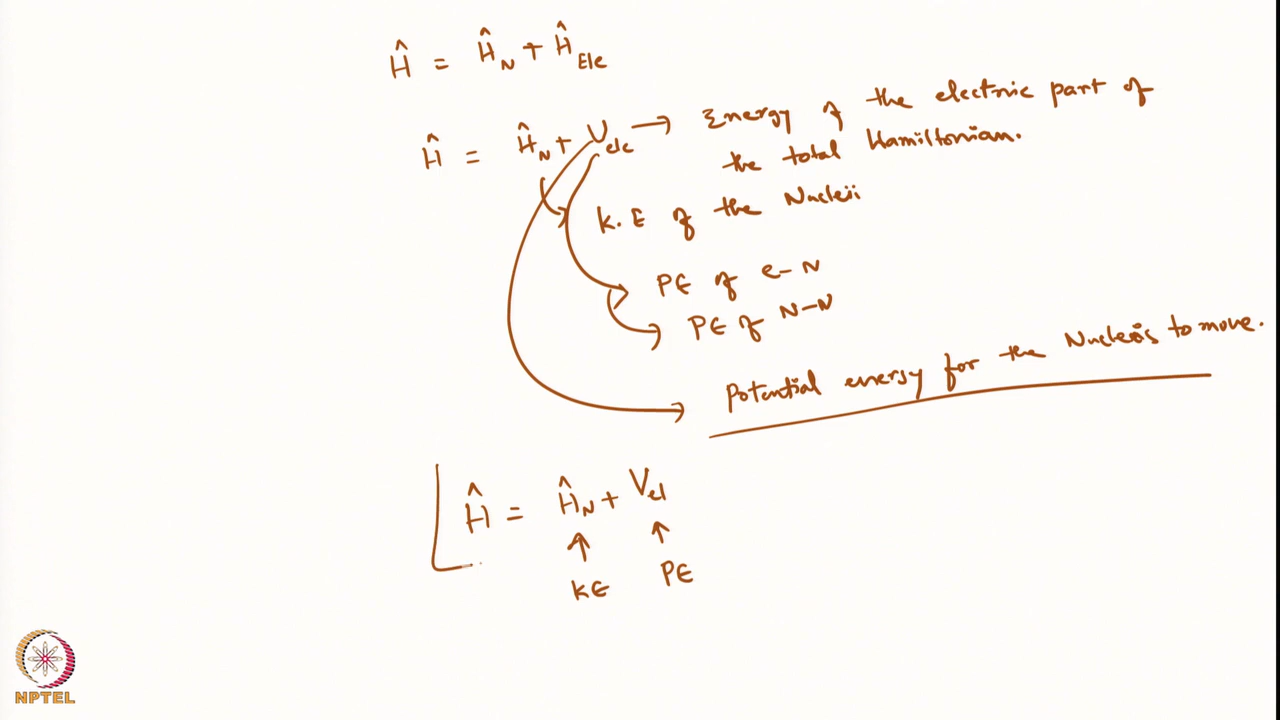 Ĥ = Ĥ_N + Ĥ_Ele
Ĥ = Ĥ_N + V_ele → Energy of the electric part of
the total Hamiltonian.
K.E of the Nucleii
PE of e-N
PE of N-N
Potential energy for the Nucleis to move.
Ĥ = Ĥ_N + V_el
↑ ↑
KE PE
NPTEL